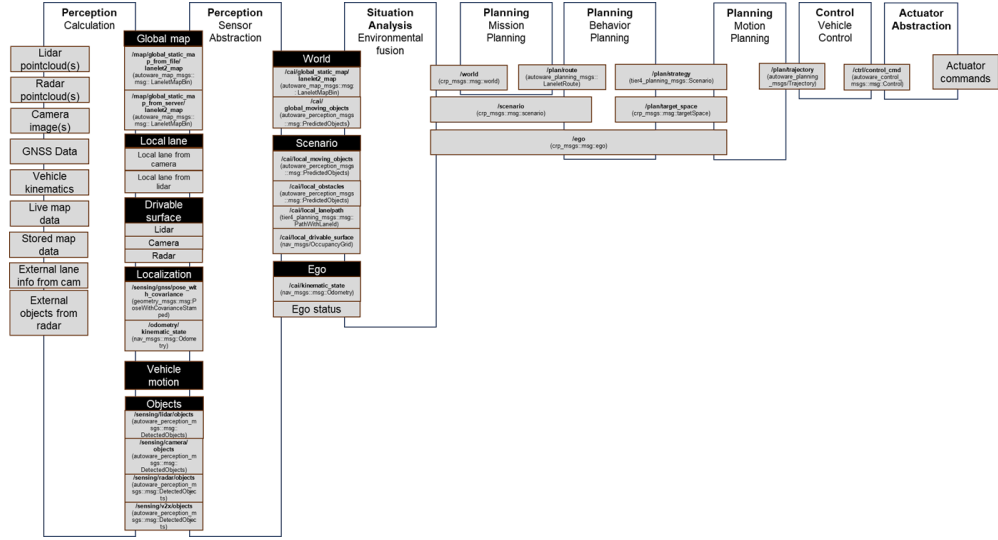 Perception
Calculation
Perception
Sensor
Abstraction
Situation
Analysis
Environmental
fusion
Planning
Mission
Planning
Planning
Behavior
Planning
Planning
Motion
Planning
Control
Vehicle
Control
Actuator
Abstraction
Lidar
pointcloud(s)
Radar
pointcloud(s)
Camera
image(s)
GNSS Data
Vehicle
kinematics
Live map
data
Stored map
data
External lane
info from cam
External
objects from
radar
Global map
/map/global_static_ma
p_from_file/
lanelet2_map
(autoware_map_msgs::
msg:: LaneletMapBin)
/map/global_static_ma
p_from_server/
lanelet2_map
(autoware_map_msgs::
msg:: LaneletMapBin)
Local lane
Local lane from
camera
Local lane from
lidar
Drivable
surface
Lidar
Camera
Radar
Localization
/sensing/gnss/pose_wit
h_covariance
(geometry_msgs::msg:P
oseWithCovarianceStam
ped)
/odometry/
kinematic_state
(nav_msgs::msg::Odome
try)
Vehicle
motion
Objects
/sensing/lidar/objects
(autoware_perception_m
sgs::msg::
DetectedObjects)
/sensing/camera/
objects
(autoware_perception_m
sgs::msg::
DetectedObjects)
/sensing/radar/objects
(autoware_perception_m
sgs::msg::DetectedObjec
ts)
/sensing/v2x/objects
(autoware_perception_m
sgs::msg::DetectedObjec
ts)
World
/cai/global_static_map/
lanelet2_map
(autoware_map_msgs::msg:
:LaneletMapBin)
/cai/
global_moving_objects
(autoware_perception_msgs
::msg::PredictedObjects)
Scenario
/cai/local_moving_objects
(autoware_perception_msgs
::msg::PredictedObjects)
/cai/local_obstacles
(autoware_perception_msgs
::msg::PredictedObjects)
/cai/local_lane/path
(tier4_planning_msgs::msg::
PathWithLaneId)
/cai/local_drivable_surface
(nav_msgs/OccupancyGrid)
Ego
/cai/kinematic_state
(nav_msgs::msg::Odometry)
Ego status
/world
(crp_msgs::msg::world)
/plan/route
(autoware_planning_msgs::
LaneletRoute)
/scenario
(crp_msgs::msg::scenario)
/plan/strategy
(tier4_planning_msgs::Scenario)
/plan/target_space
(crp_msgs::msg::targetSpace)
/ego
(crp_msgs::msg::ego)
/plan/trajectory
(autoware_planning
_msgs/Trajectory)
/ctrl/control_cmd
(autoware_control_
msgs::msg::Control)
Actuator
commands